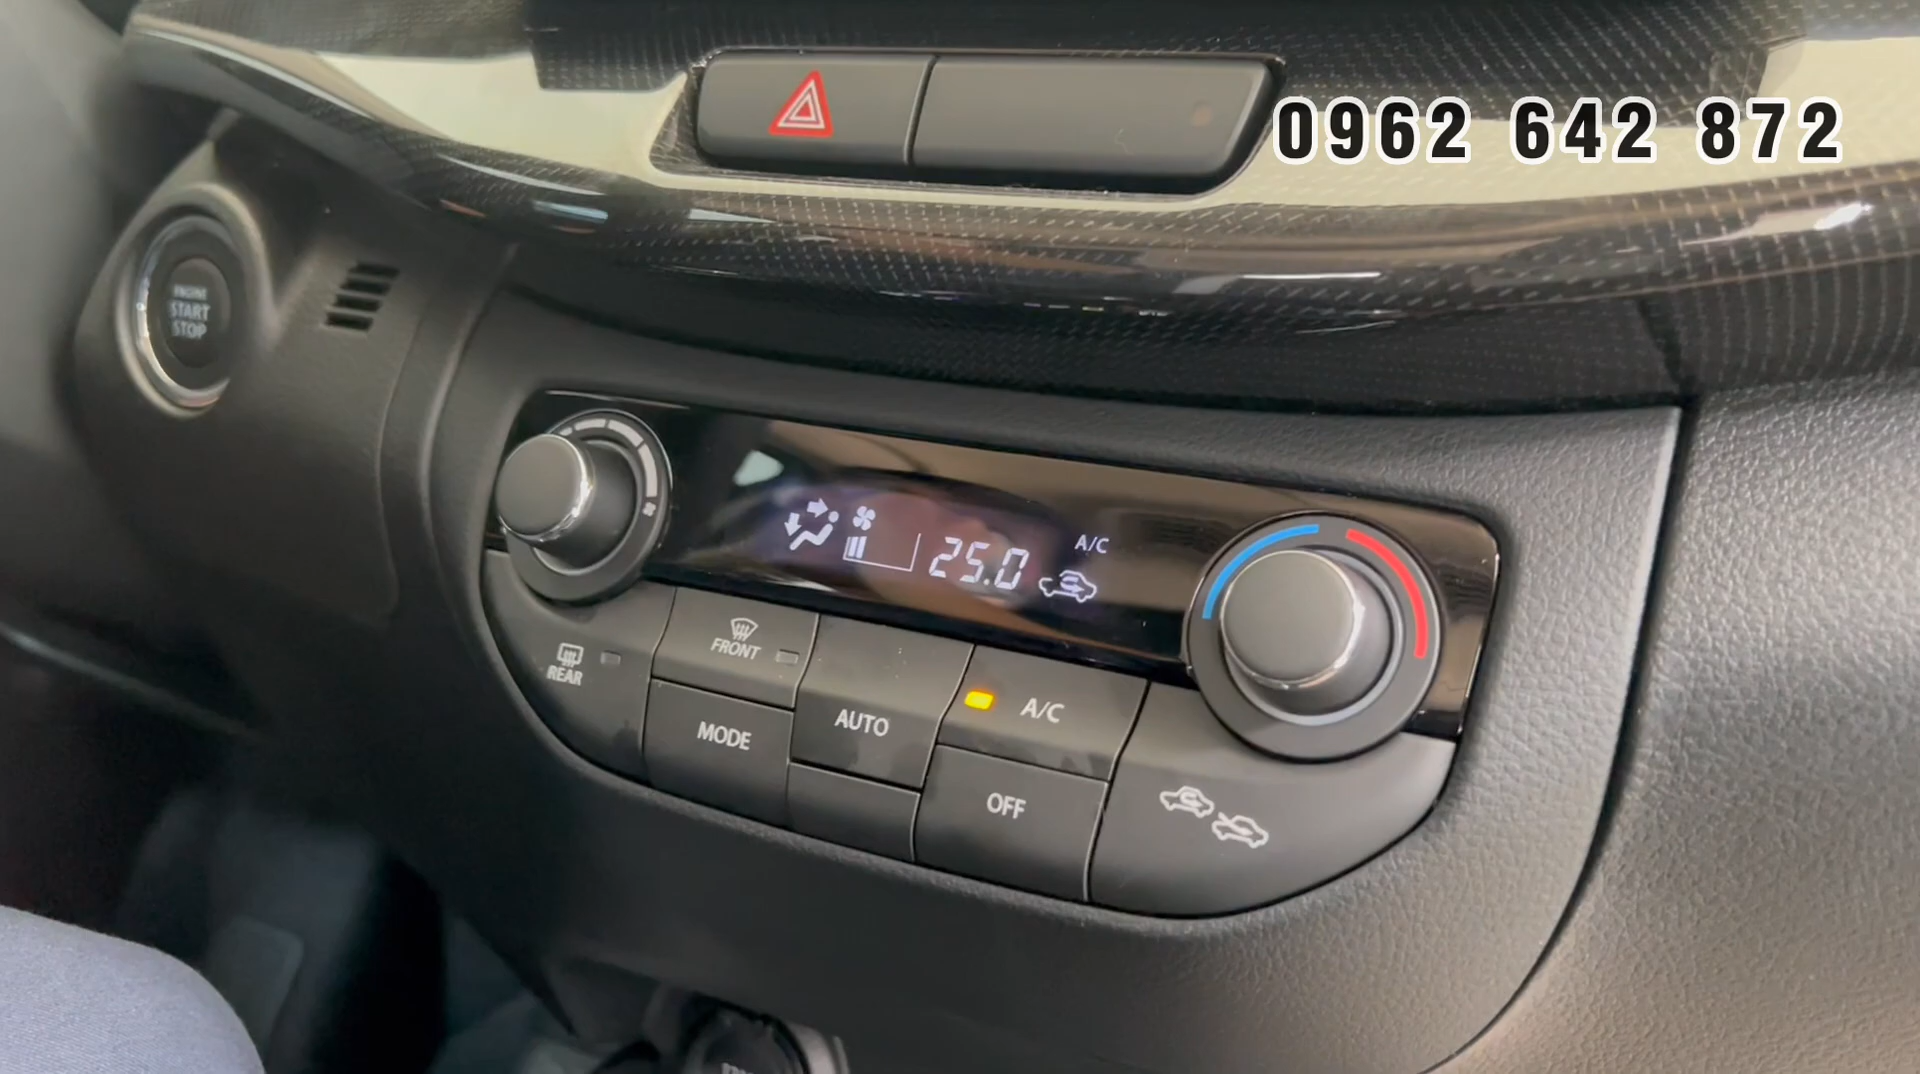 0962 642 872
ENGINE
START
STOP
25.0
A/C
REAR
FRONT
MODE
AUTO
A/C
OFF